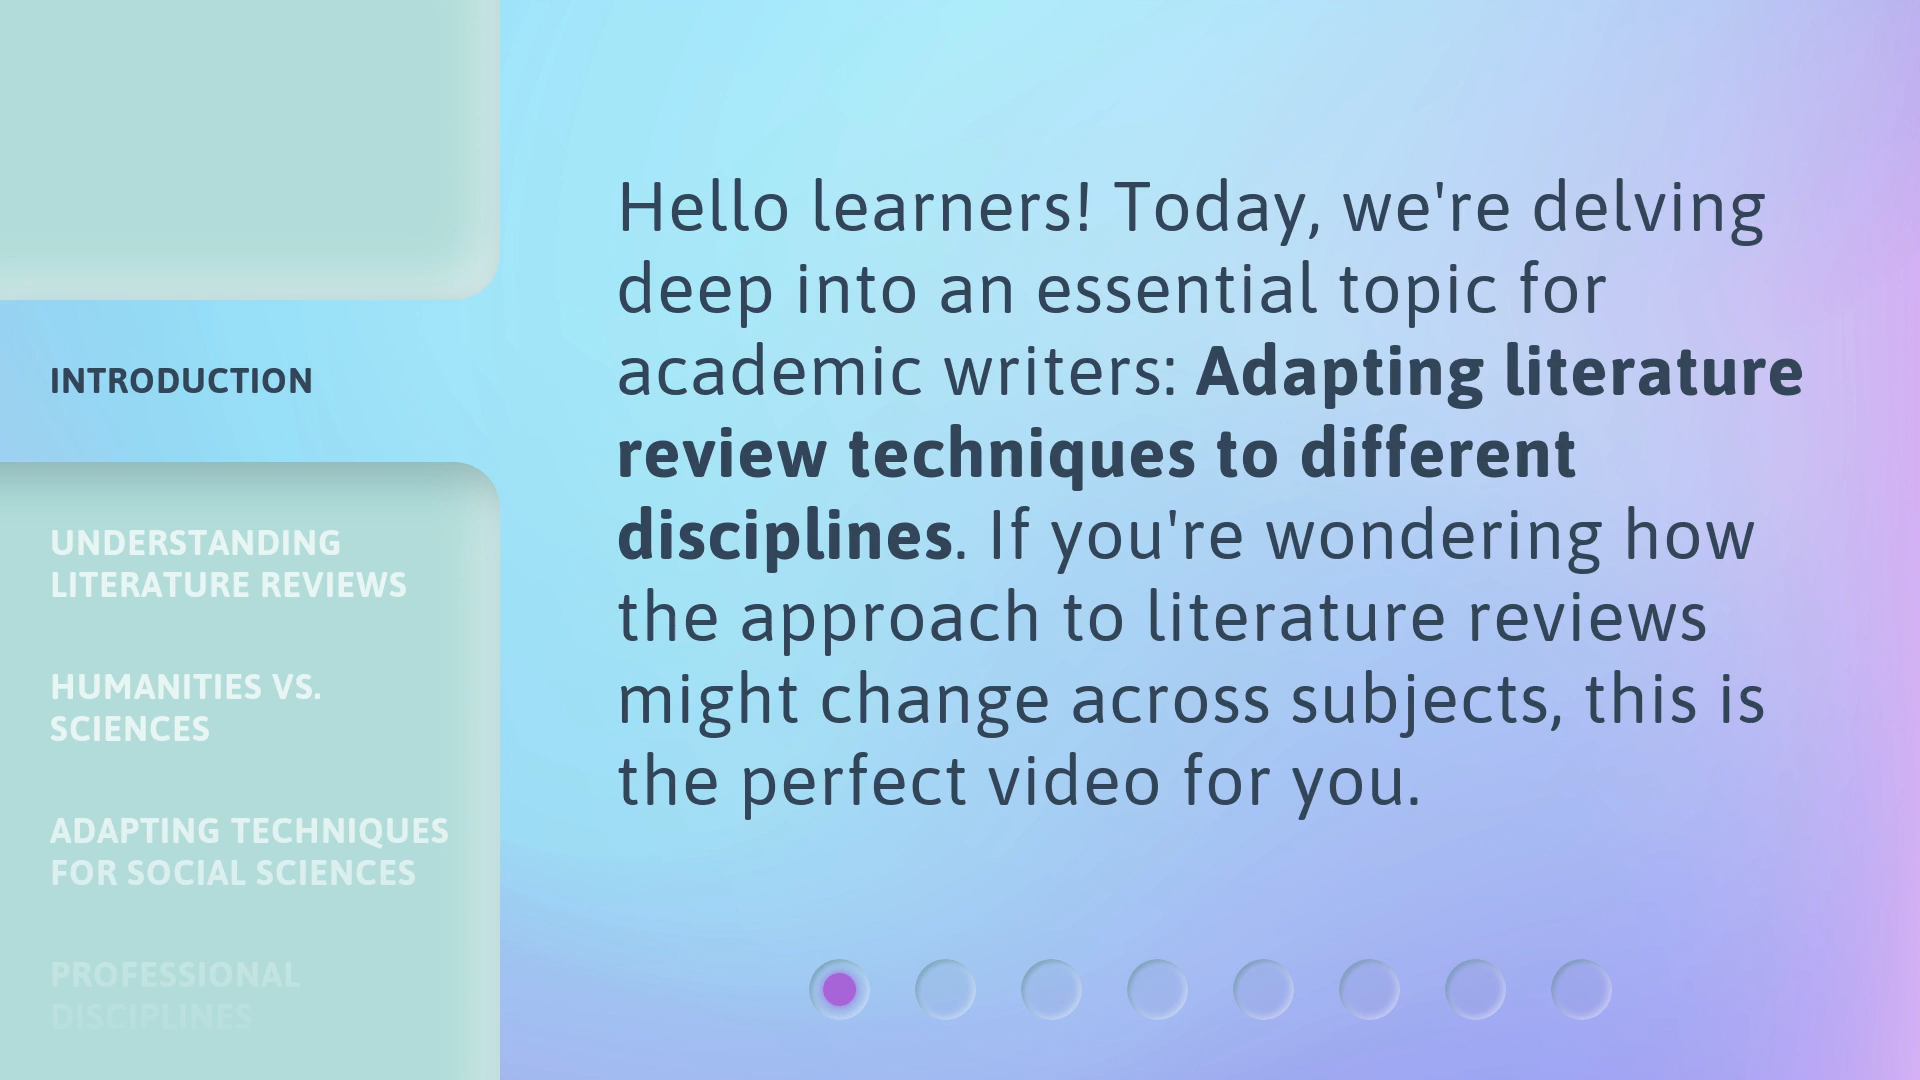 INTRODUCTION
UNDERSTANDING
LITERATURE REVIEWS
HUMANITIES VS.
SCIENCES
ADAPTING TECHNIQUES
FOR SOCIAL SCIENCES
PROFESSIONAL
DISCIPLINES
Hello learners! Today, we're delving
deep into an essential topic for
academic writers: Adapting literature
review techniques to different
disciplines. If you're wondering how
the approach to literature reviews
might change across subjects, this is
the perfect video for you.